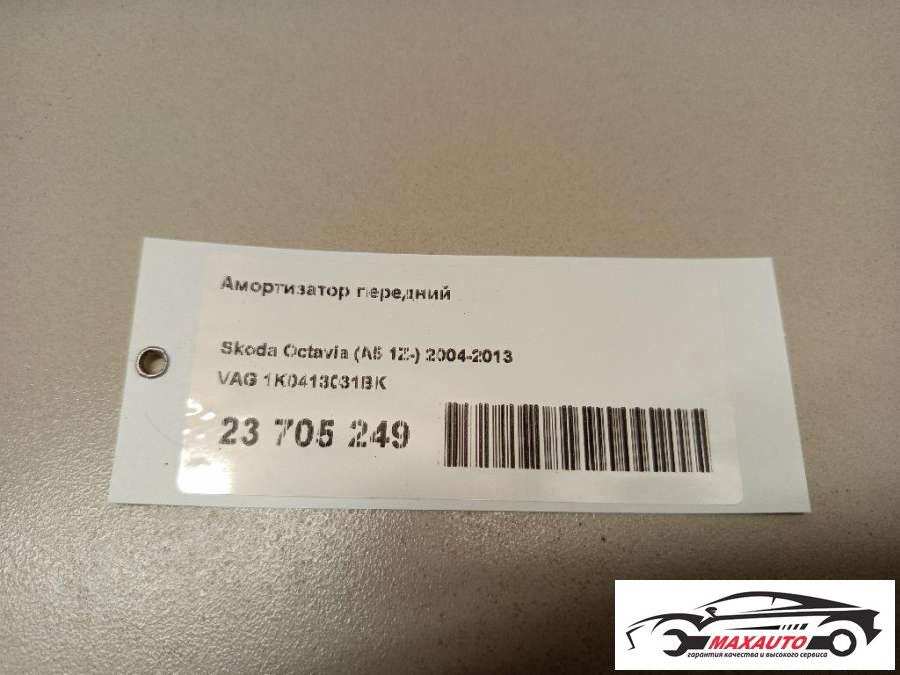 Амортизатор передний
Skoda Octavia (A5 1Z-) 2004-2013
VAG 1K0413031BK
23 705 249
MAXAUTO
гарантия качества и высокого сервиса